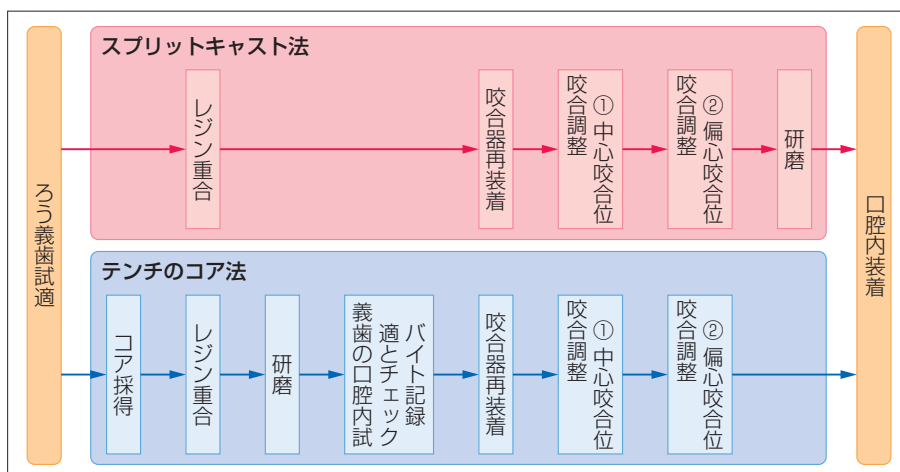 ろう義歯試適
スプリットキャスト法
レジン重合
咬合器再装着
①中心咬合位
咬合調整
②偏心咬合位
咬合調整
研磨
テンチのコア法
コア採得
レジン重合
研磨
バイト記録
適とチェック
義歯の口腔内試
咬合器再装着
①中心咬合位
咬合調整
②偏心咬合位
咬合調整
口腔内装着